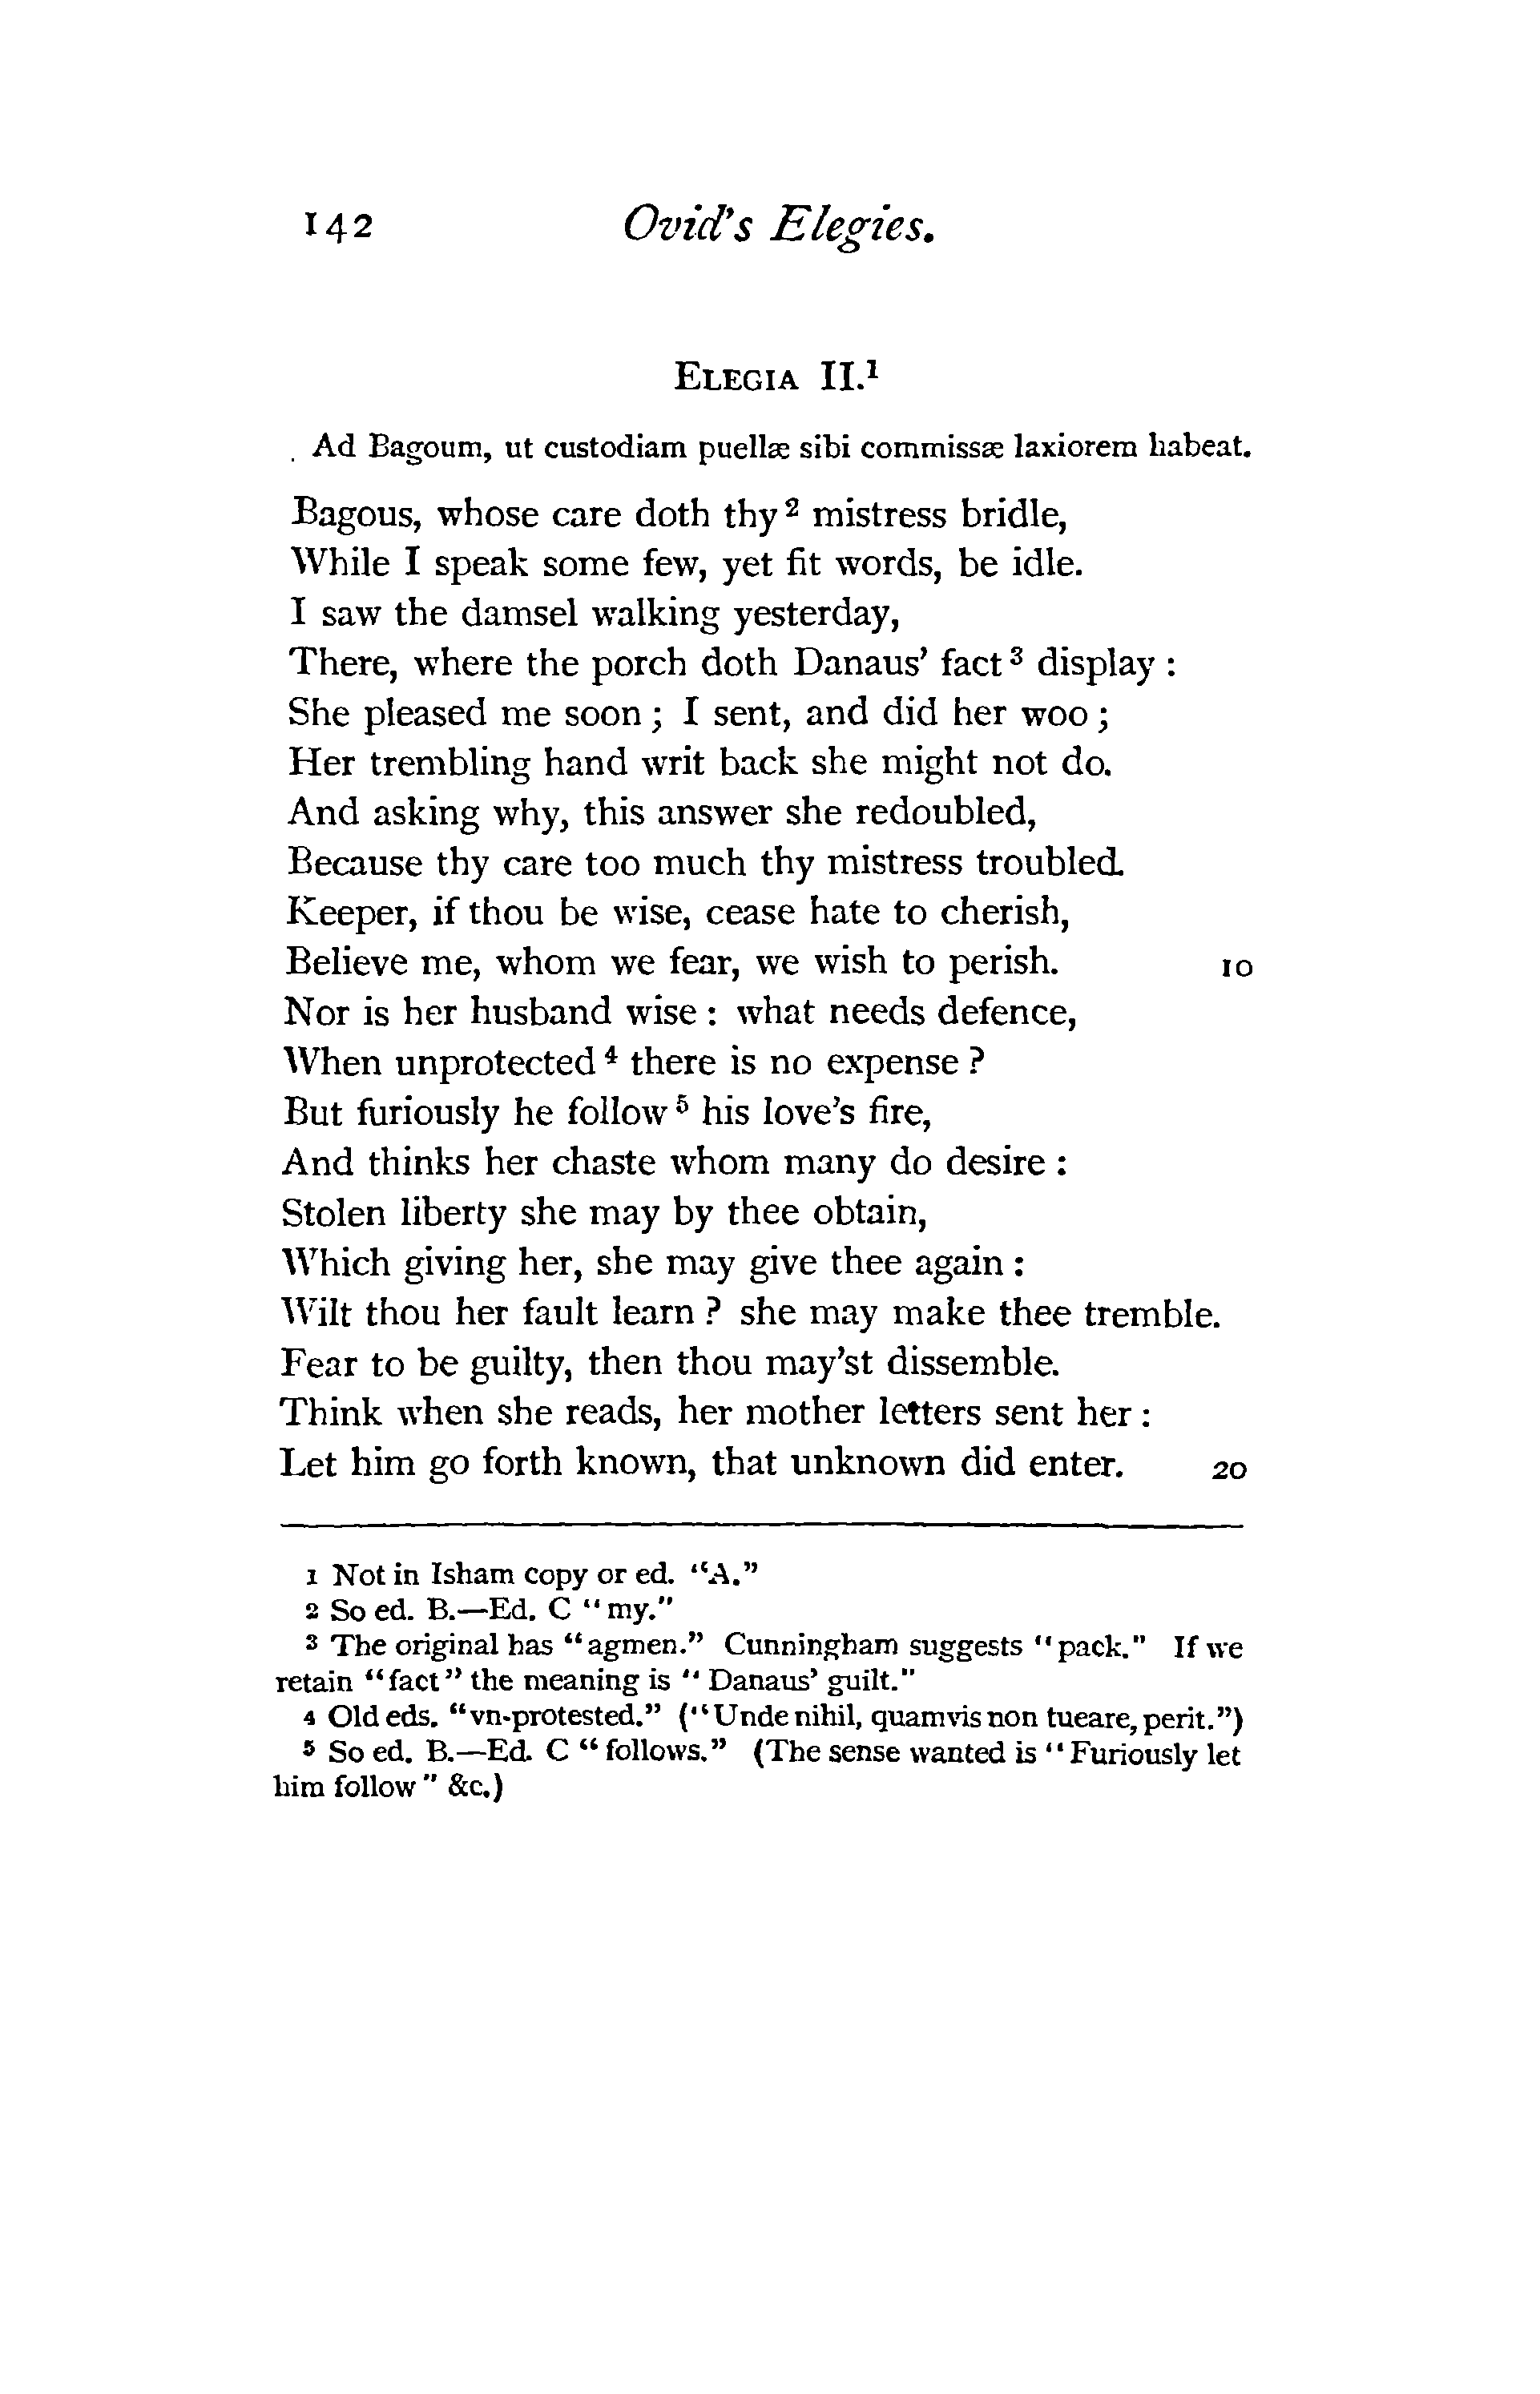 142 Ovid's Elegies.
ELEGIA II.¹
Ad Bagoum, ut custodiam puellæ sibi commissæ laxiorem habeat.
Bagous, whose care doth thy² mistress bridle,
While I speak some few, yet fit words, be idle.
I saw the damsel walking yesterday,
There, where the porch doth Danaus' fact³ display :
She pleased me soon ; I sent, and did her woo ;
Her trembling hand writ back she might not do.
And asking why, this answer she redoubled,
Because thy care too much thy mistress troubled.
Keeper, if thou be wise, cease hate to cherish,
Believe me, whom we fear, we wish to perish. 10
Nor is her husband wise : what needs defence,
When unprotected⁴ there is no expense ?
But furiously he follow⁵ his love's fire,
And thinks her chaste whom many do desire :
Stolen liberty she may by thee obtain,
Which giving her, she may give thee again :
Wilt thou her fault learn ? she may make thee tremble.
Fear to be guilty, then thou may'st dissemble.
Think when she reads, her mother letters sent her :
Let him go forth known, that unknown did enter. 20
1 Not in Isham copy or ed. "A."
2 So ed. B.—Ed. C "my."
3 The original has "agmen." Cunningham suggests "pack." If we
retain "fact" the meaning is "Danaus' guilt."
4 Old eds. "vn-protested." ("Unde nihil, quamvis non tueare, perit.")
5 So ed. B.—Ed. C "follows." (The sense wanted is "Furiously let
him follow" &c.)